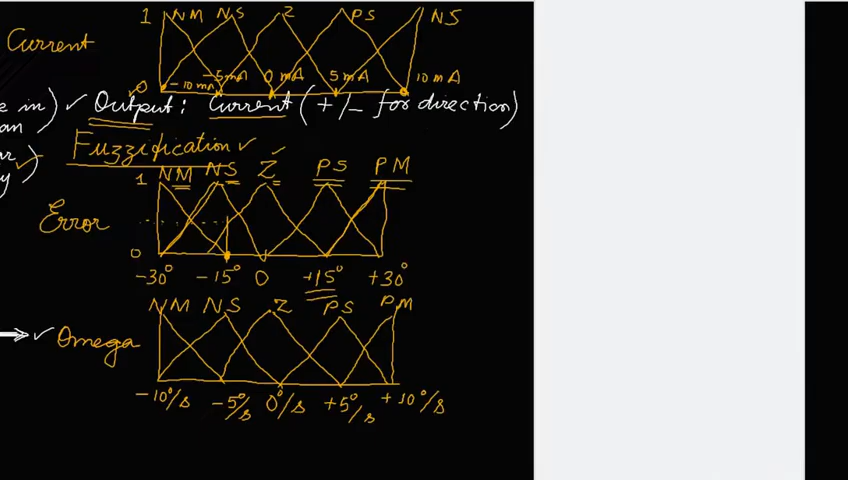 1 NM NS Z PS NS
Current
0 -10 mA -5 mA 0 mA 5 mA 10 mA
e in) ✓ Output: Current (+/- for direction)
an
Fuzzification ✓
y) ✓
1 NM NS Z PS PM
Error
0
-30° -15° 0 +15° +30°
NM NS Z PS PM
✓ Omega
-10°/s -5°/s 0°/s +5°/s +10°/s